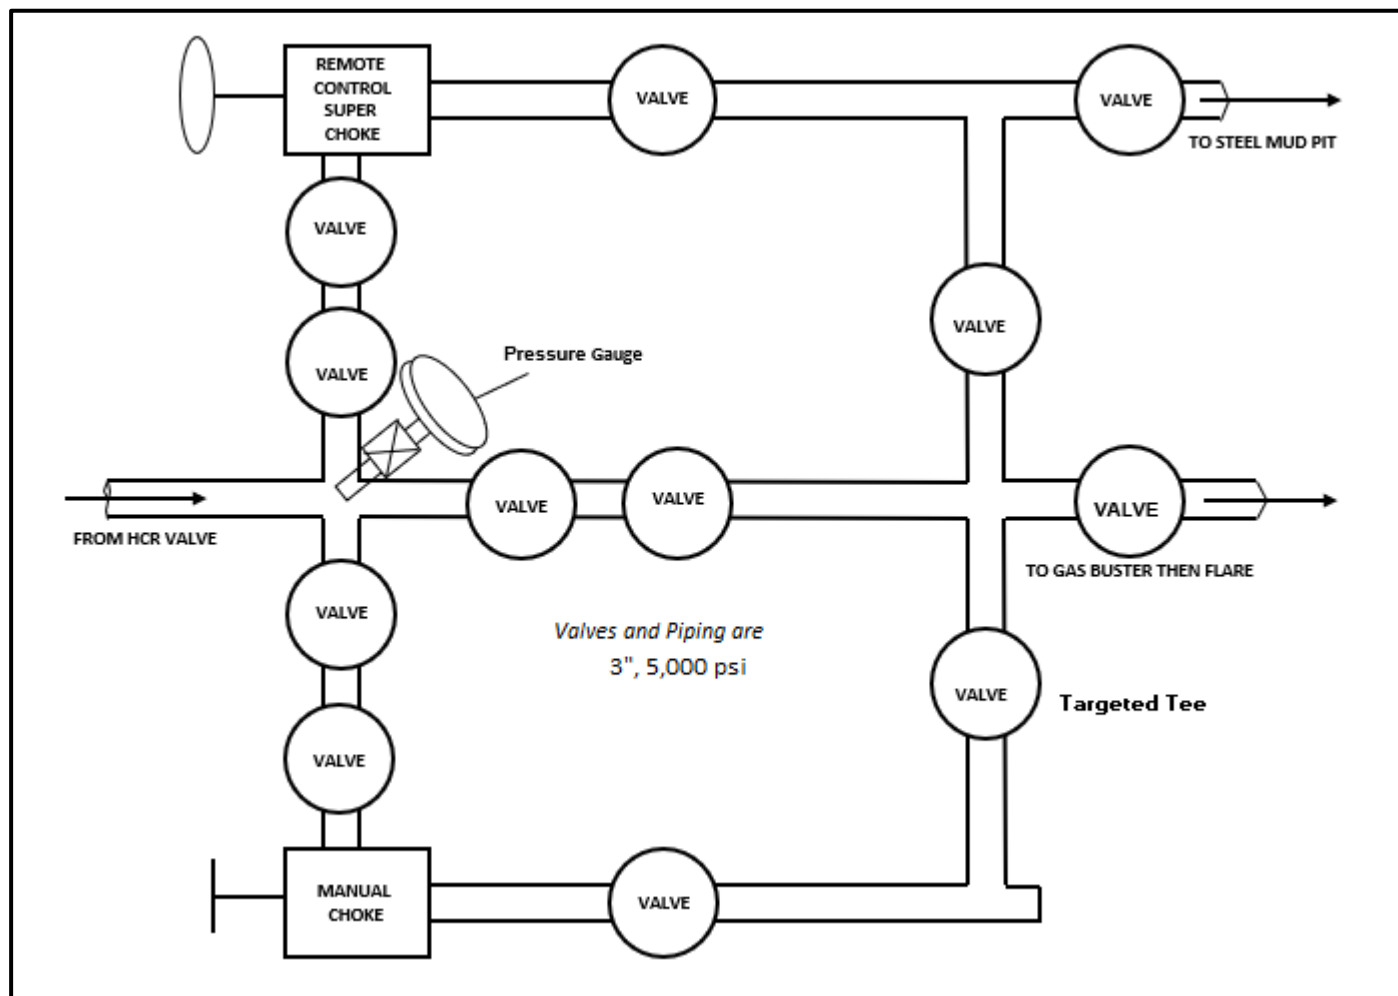 REMOTE
CONTROL
SUPER
CHOKE
VALVE
VALVE
TO STEEL MUD PIT
VALVE
VALVE
VALVE
Pressure Gauge
FROM HCR VALVE
VALVE
VALVE
VALVE
TO GAS BUSTER THEN FLARE
VALVE
Valves and Piping are
3", 5,000 psi
VALVE
Targeted Tee
VALVE
MANUAL
CHOKE
VALVE